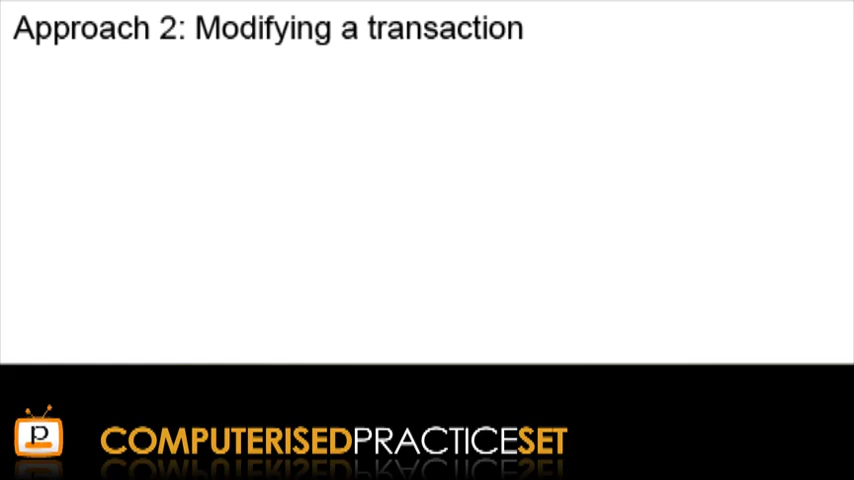 Approach 2: Modifying a transaction
p
COMPUTERISEDPRACTICESET